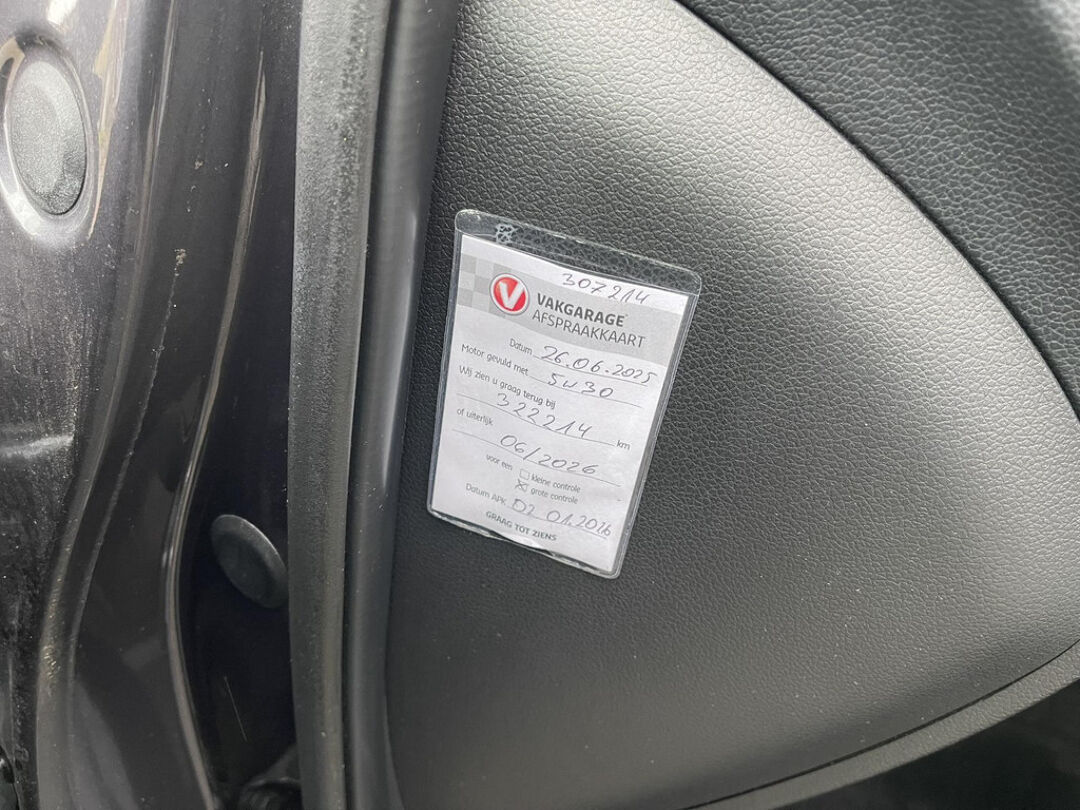 307214
V VAKGARAGE
AFSPRAAKKAART
Datum 26.06.2025
Motor gevuld met 5W30
Wij zien u graag terug bij
322214 km
of uiterlijk
06/2026
voor een kleine controle
grote controle
Datum APK 02 01.2026
GRAAG TOT ZIENS